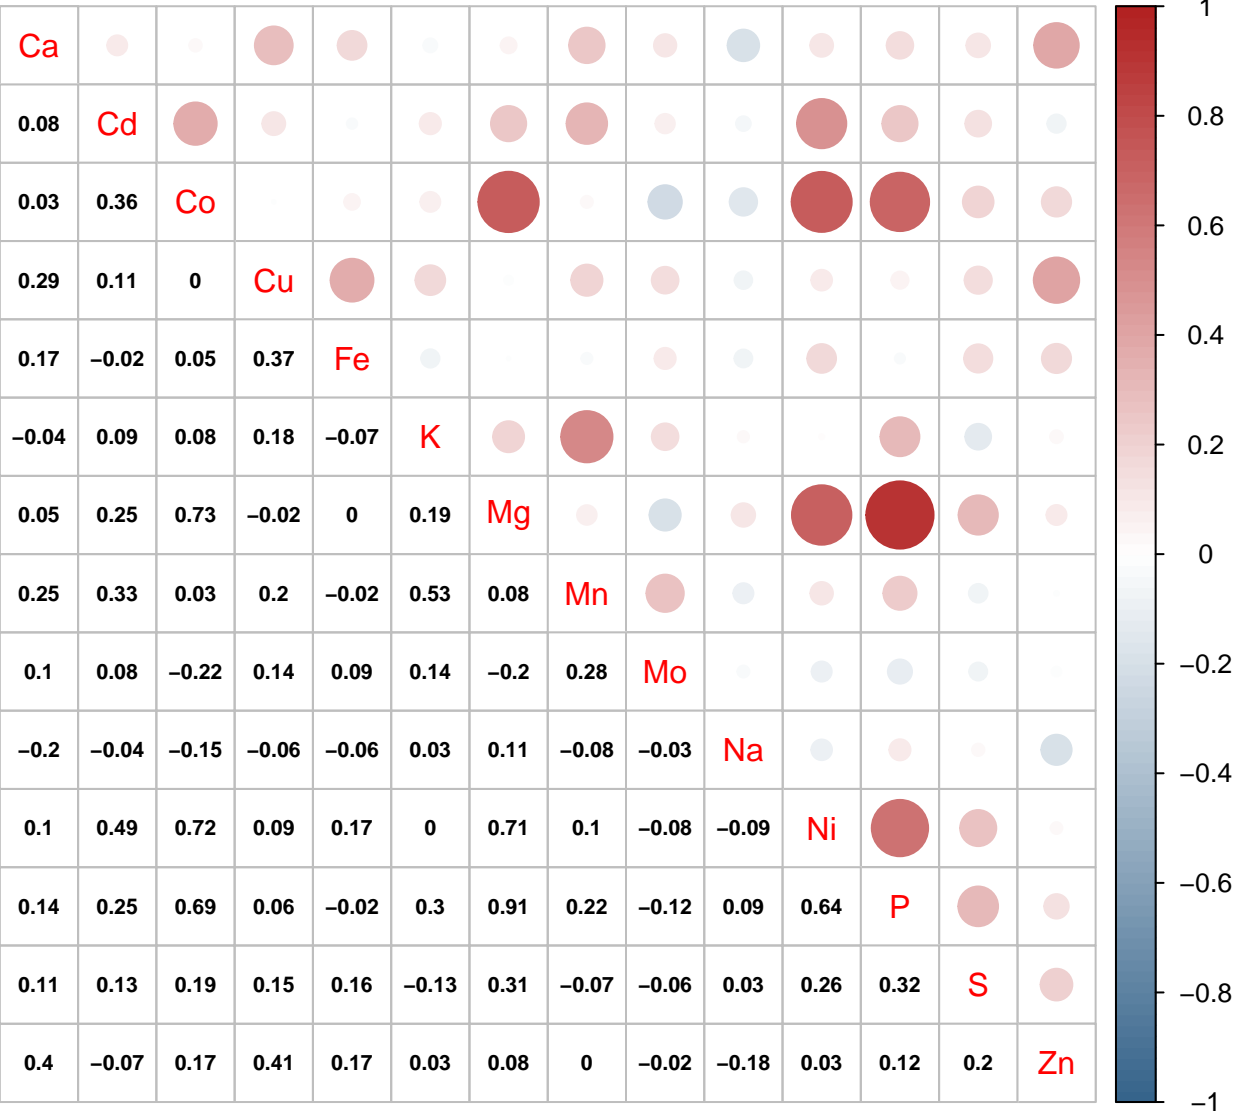 Ca
0.08 Cd
0.03 0.36 Co
0.29 0.11 0 Cu
0.17 −0.02 0.05 0.37 Fe
−0.04 0.09 0.08 0.18 −0.07 K
0.05 0.25 0.73 −0.02 0 0.19 Mg
0.25 0.33 0.03 0.2 −0.02 0.53 0.08 Mn
0.1 0.08 −0.22 0.14 0.09 0.14 −0.2 0.28 Mo
−0.2 −0.04 −0.15 −0.06 −0.06 0.03 0.11 −0.08 −0.03 Na
0.1 0.49 0.72 0.09 0.17 0 0.71 0.1 −0.08 −0.09 Ni
0.14 0.25 0.69 0.06 −0.02 0.3 0.91 0.22 −0.12 0.09 0.64 P
0.11 0.13 0.19 0.15 0.16 −0.13 0.31 −0.07 −0.06 0.03 0.26 0.32 S
0.4 −0.07 0.17 0.41 0.17 0.03 0.08 0 −0.02 −0.18 0.03 0.12 0.2 Zn
1
0.8
0.6
0.4
0.2
0
−0.2
−0.4
−0.6
−0.8
−1